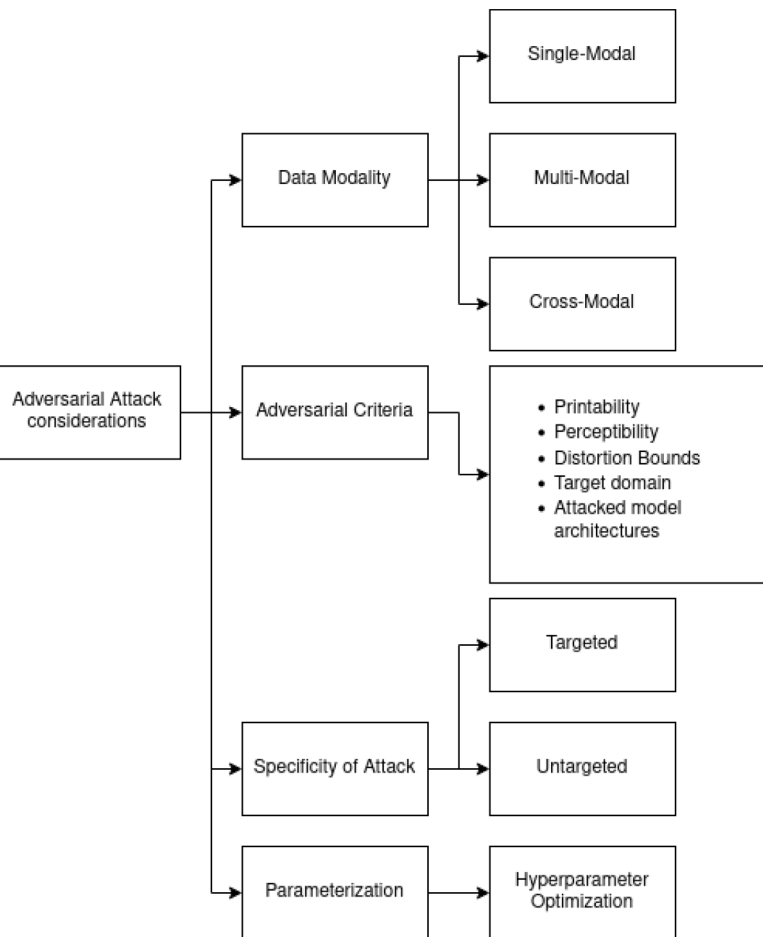 Single-Modal
Data Modality
Multi-Modal
Cross-Modal
Adversarial Attack
considerations
Adversarial Criteria
• Printability
• Perceptibility
• Distortion Bounds
• Target domain
• Attacked model
architectures
Targeted
Specificity of Attack
Untargeted
Parameterization
Hyperparameter
Optimization